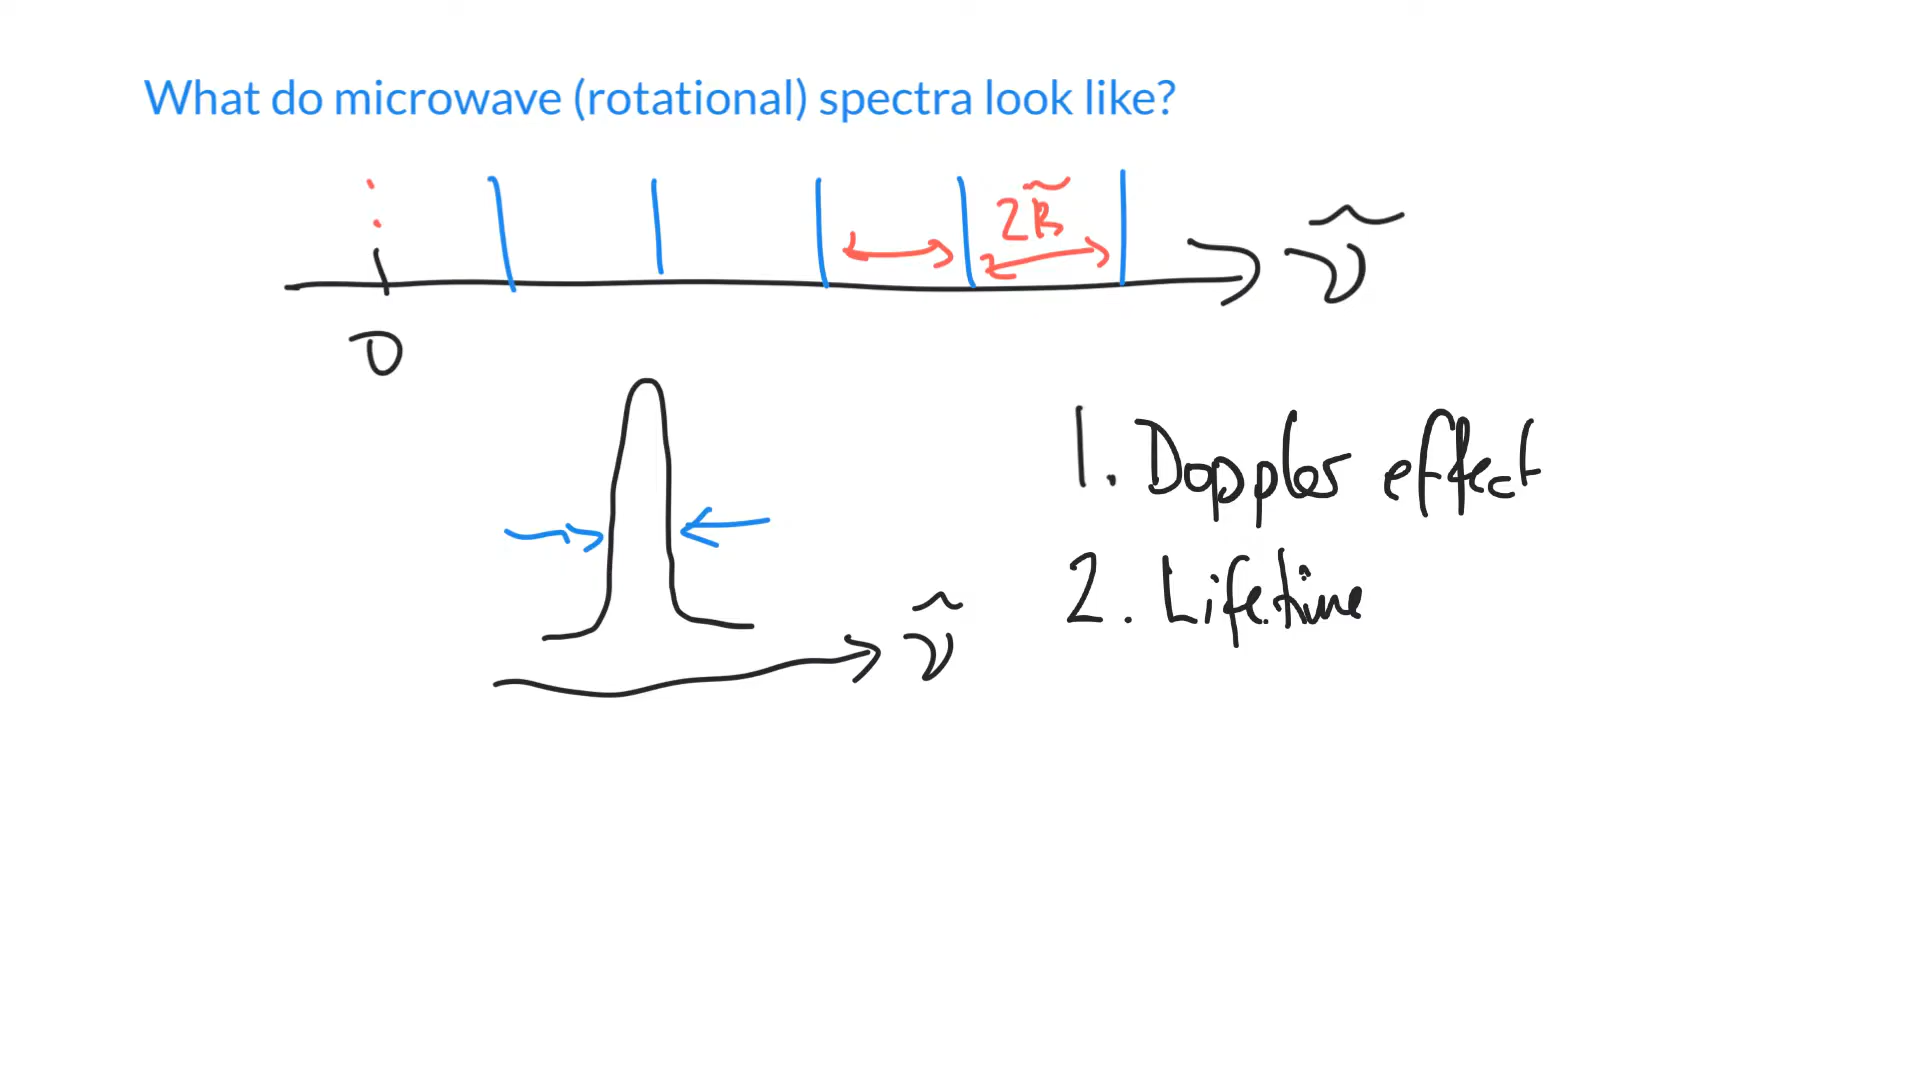 What do microwave (rotational) spectra look like?
2B̃
ν̃
0
1. Doppler effect
2. Lifetime
ν̃